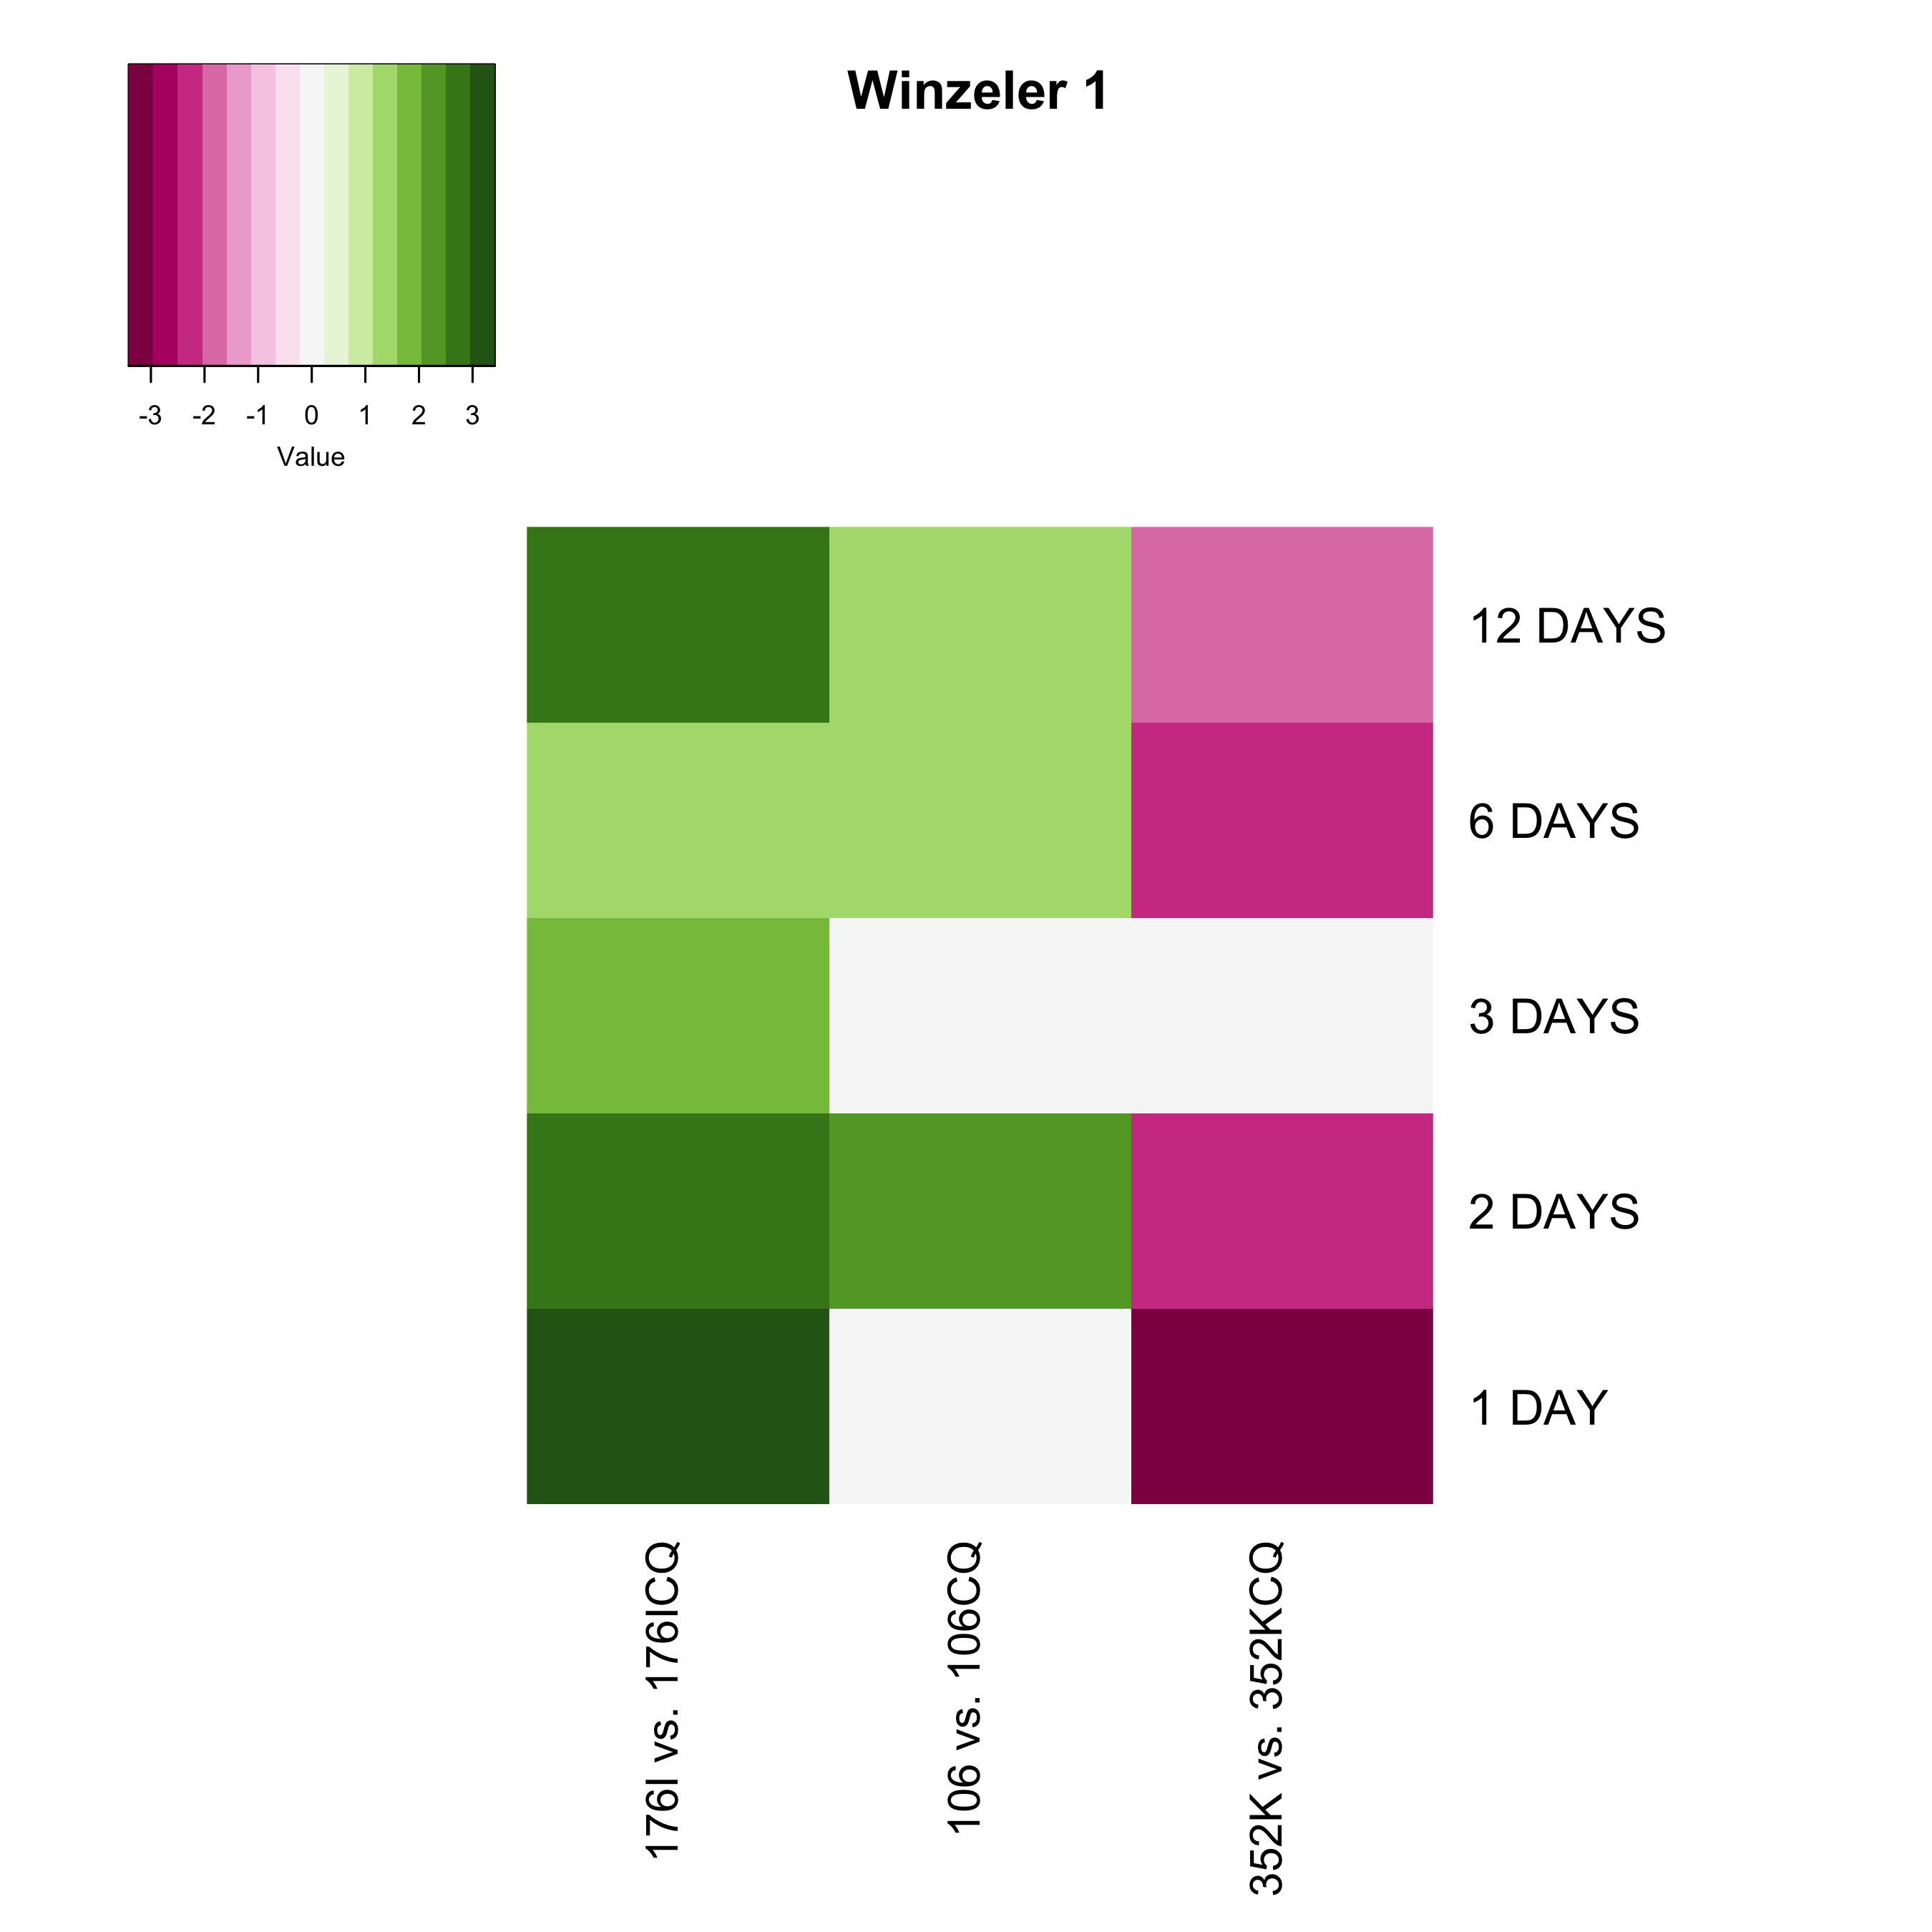 Winzeler 1
-3 -2 -1 0 1 2 3
Value
12 DAYS
6 DAYS
3 DAYS
2 DAYS
1 DAY
176I vs. 176ICQ
106 vs. 106CQ
352K vs. 352KCQ